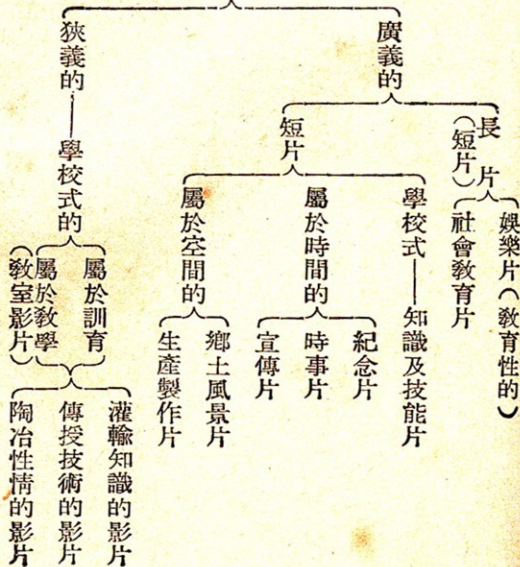 廣義的
長片
(短片)
娛樂片(教育性的)
社會教育片
短片
學校式——知識及技能片
屬於時間的
紀念片
時事片
宣傳片
屬於空間的
鄉土風景片
生產製作片
狹義的——學校式的
屬於訓育
屬於教學
(教室影片)
灌輸知識的影片
傳授技術的影片
陶冶性情的影片